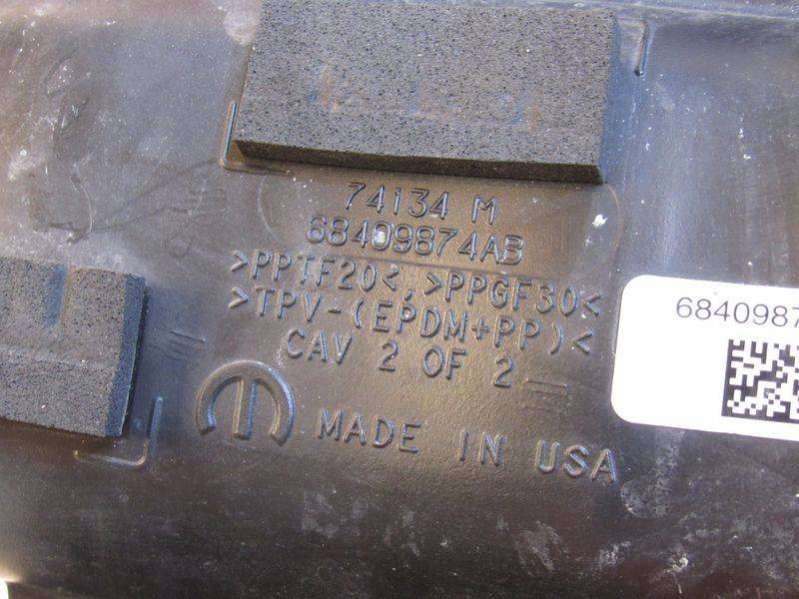 74134 M
68409874AB
>PPTF20<, >PPGF30<
>TPV-(EPDM+PP)<
CAV 2 OF 2
MADE IN USA
6840987